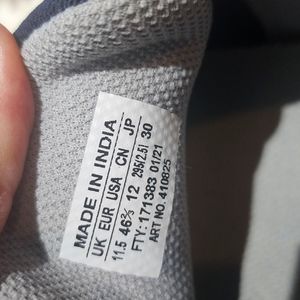 MADE IN INDIA
UK EUR USA CN JP
11.5 46⅔ 12 295(2.5) 30
FTY: 171383 01/21
ART NO. 410825